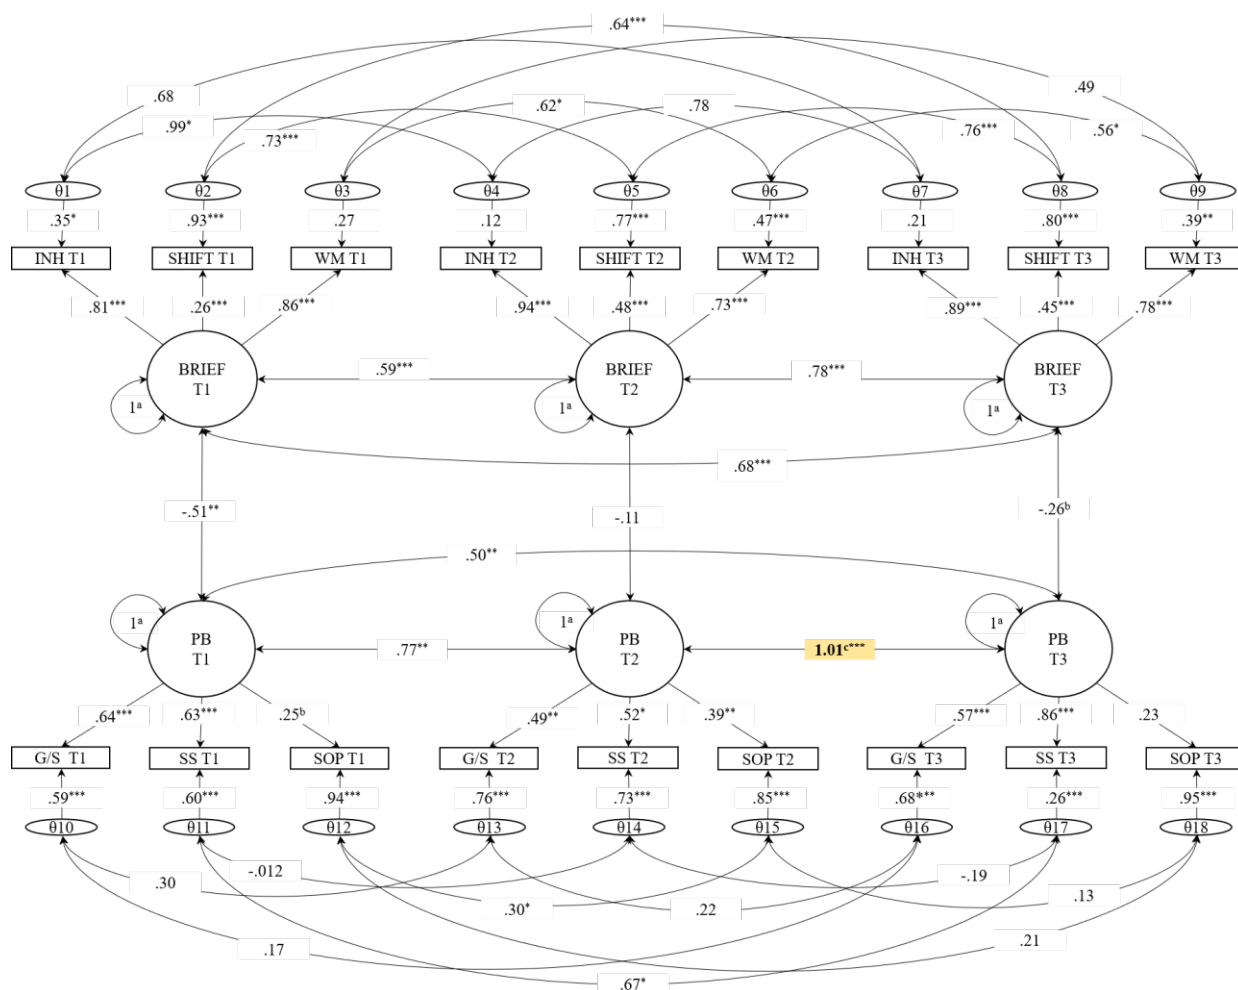 .64***
.68
.49
.62*
.78
.99*
.73***
.76***
.56*
θ1 θ2 θ3 θ4 θ5 θ6 θ7 θ8 θ9
.35* .93*** .27 .12 .77*** .47*** .21 .80*** .39**
INH T1 SHIFT T1 WM T1 INH T2 SHIFT T2 WM T2 INH T3 SHIFT T3 WM T3
.81*** .26*** .86*** .94*** .48*** .73*** .89*** .45*** .78***
BRIEF
T1
BRIEF
T2
BRIEF
T3
.59*** .78***
1ᵃ 1ᵃ 1ᵃ
.68***
-.51** -.11 -.26ᵇ
.50**
1ᵃ 1ᵃ 1ᵃ
PB
T1
PB
T2
PB
T3
.77** 1.01ᶜ***
.64*** .63*** .25ᵇ .49** .52* .39** .57*** .86*** .23
G/S T1 SS T1 SOP T1 G/S T2 SS T2 SOP T2 G/S T3 SS T3 SOP T3
.59*** .60*** .94*** .76*** .73*** .85*** .68*** .26*** .95***
θ10 θ11 θ12 θ13 θ14 θ15 θ16 θ17 θ18
.30 -.012 -.19 .13
.30* .22
.17 .21
.67*